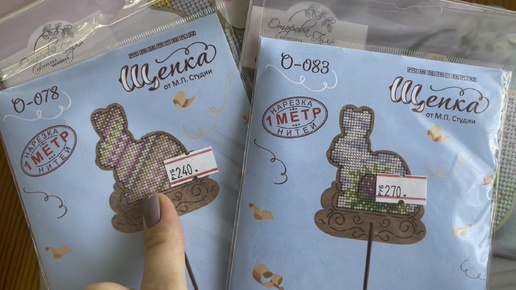 О-078
Щепка
от М.П. Студии
НАРЕЗКА
1 МЕТР
НИТЕЙ
240.
О-083
Щепка
от М.П. Студии
НАРЕЗКА
1 МЕТР
НИТЕЙ
270.